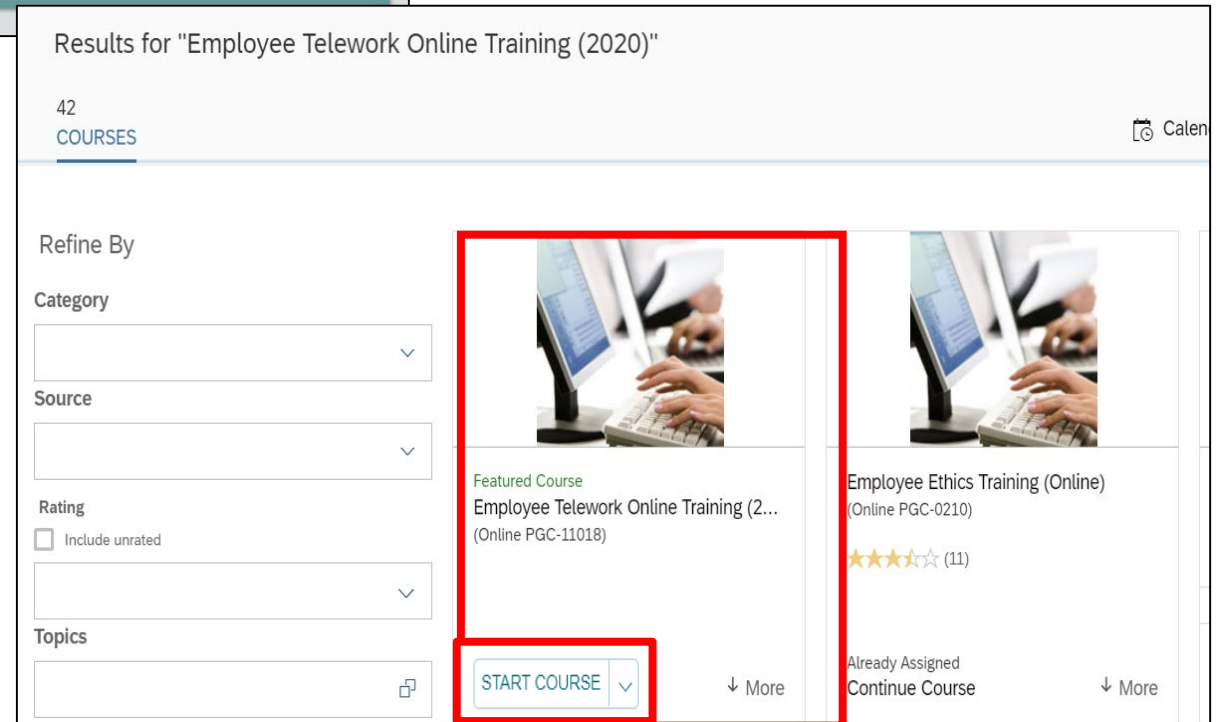 Results for "Employee Telework Online Training (2020)"
42
COURSES
Calen
Refine By
Category
Source
Rating
Include unrated
Topics
Featured Course
Employee Telework Online Training (2...
(Online PGC-11018)
START COURSE
More
Employee Ethics Training (Online)
(Online PGC-0210)
(11)
Already Assigned
Continue Course
More